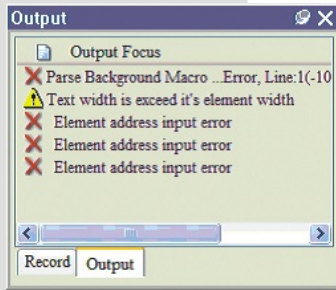 Output
Output Focus
Parse Background Macro ...Error, Line:1(-10
Text width is exceed it's element width
Element address input error
Element address input error
Element address input error
Record Output